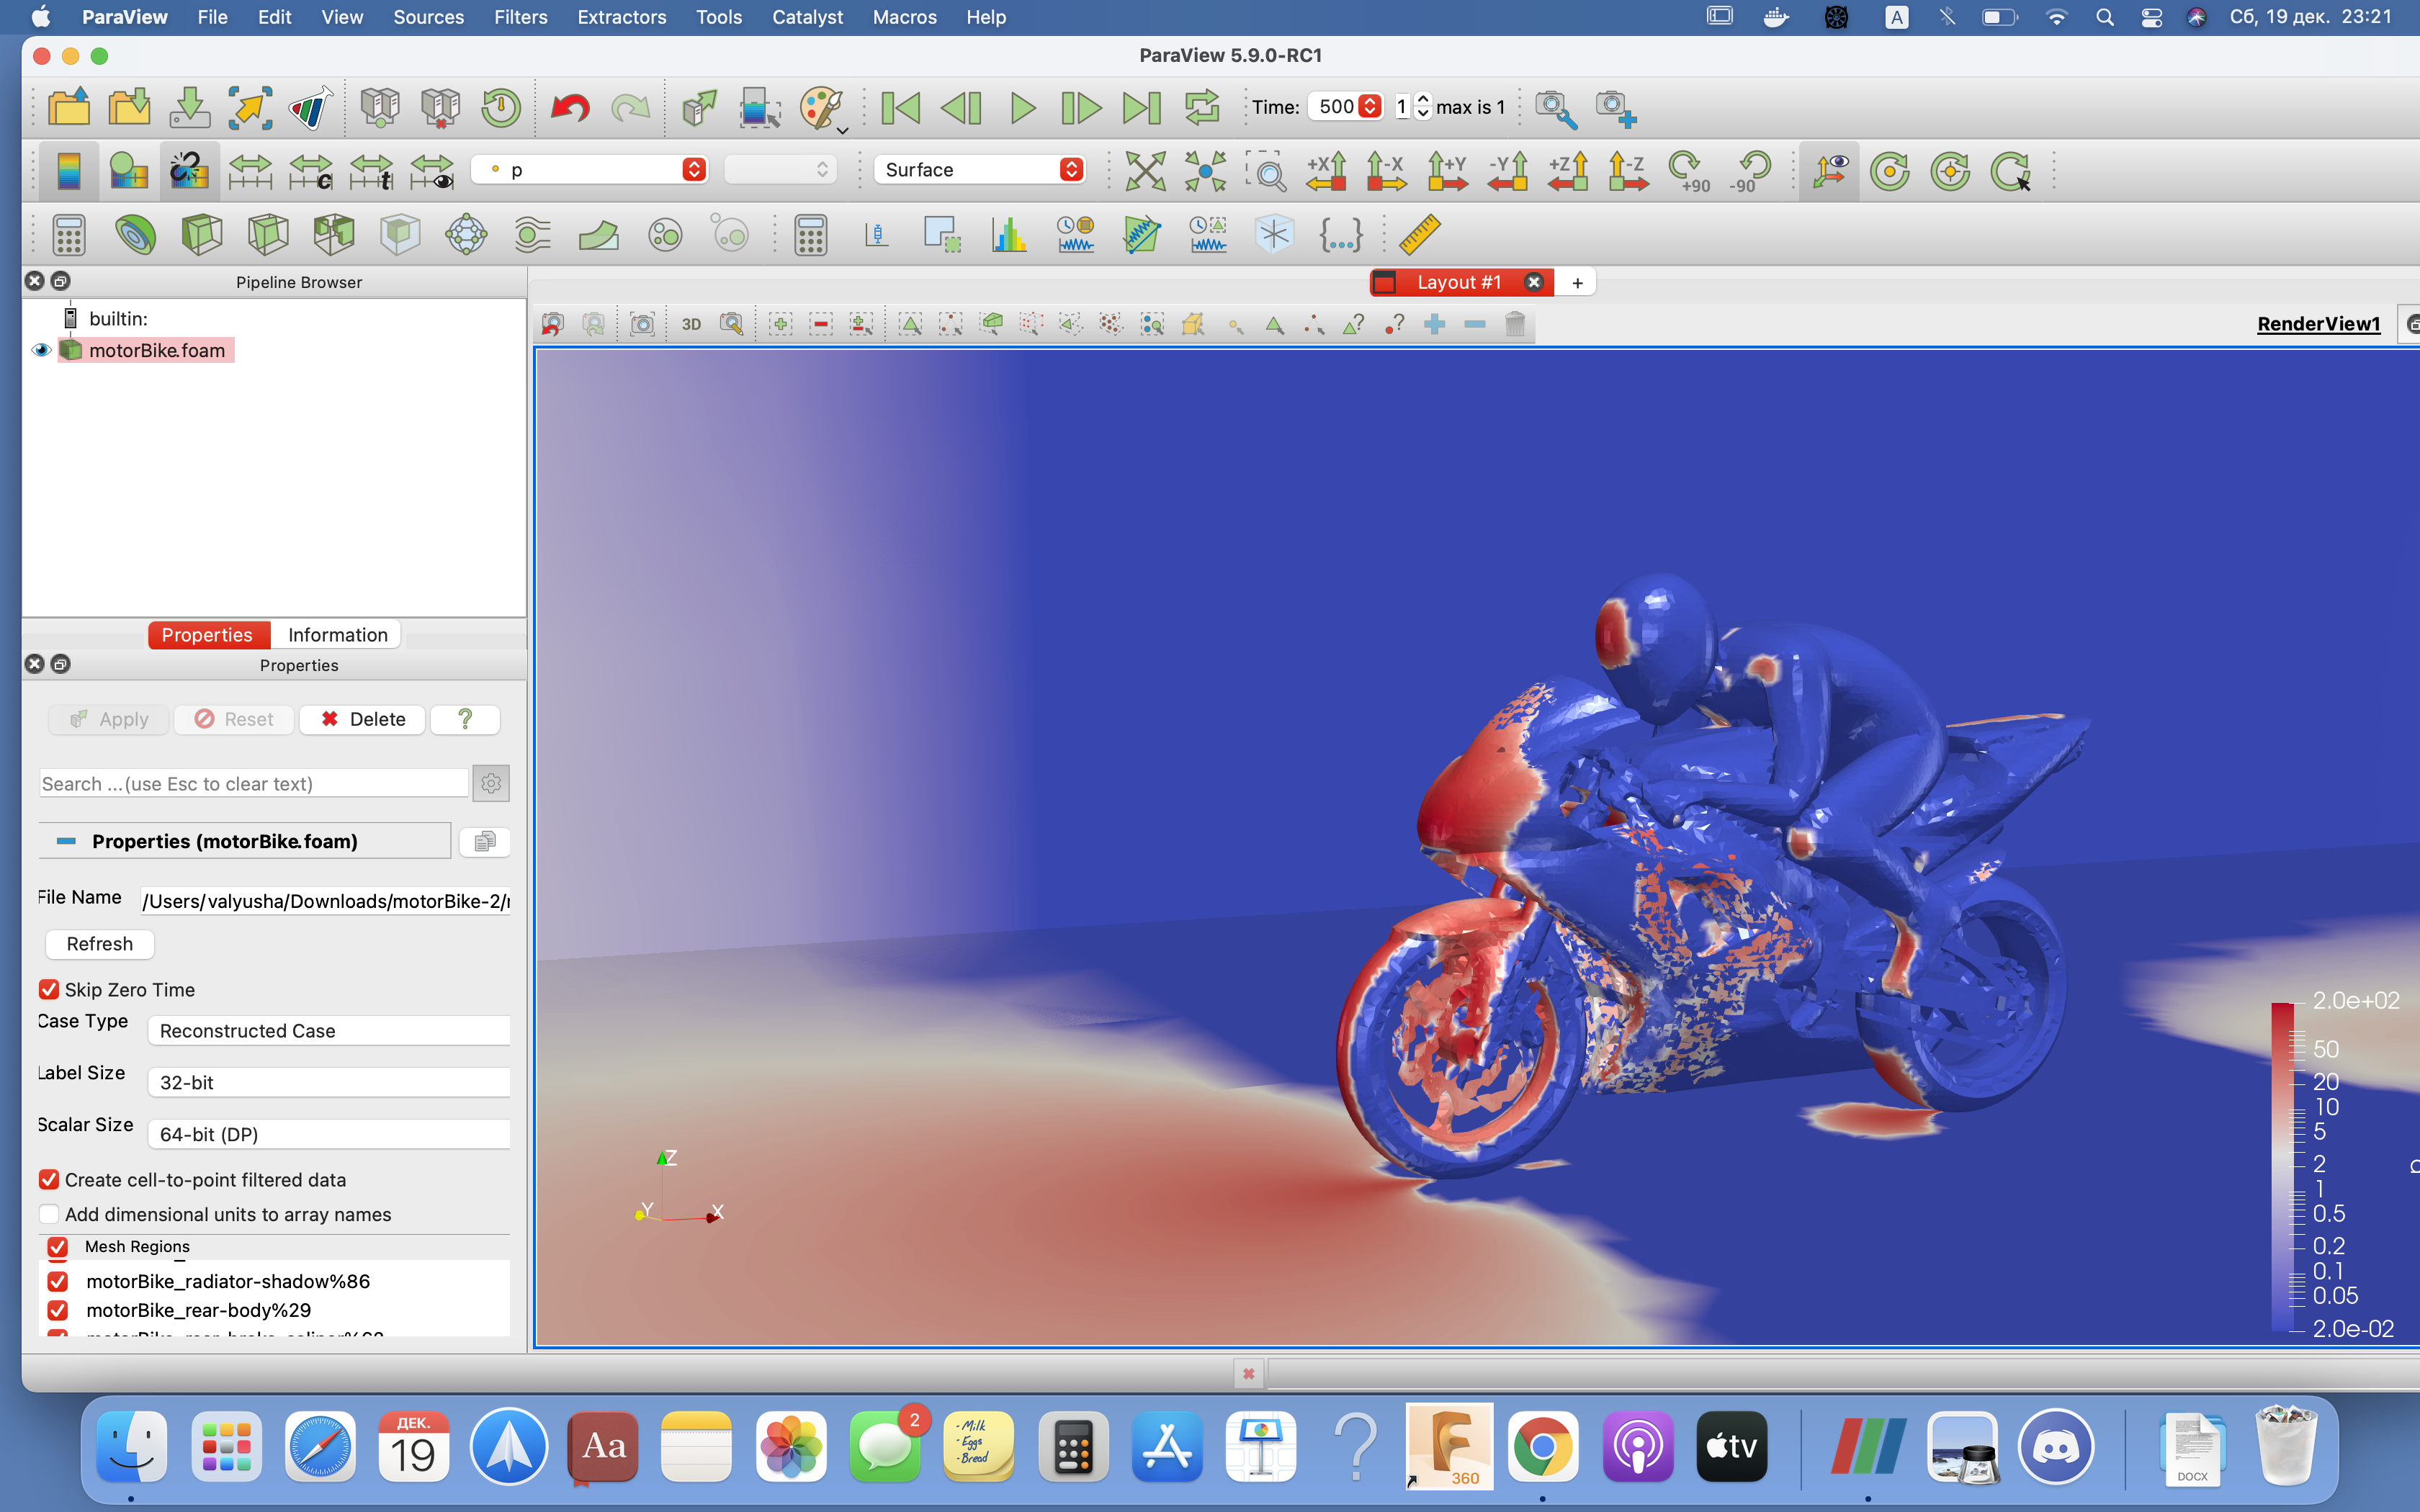 ParaView File Edit View Sources Filters Extractors Tools Catalyst Macros Help A Сб, 19 дек. 23:21
ParaView 5.9.0-RC1
Time: 500 1 max is 1
c t p Surface +X -X +Y -Y +Z -Z +90 -90
{...}
Pipeline Browser
Layout #1 +
builtin:
3D RenderView1
motorBike.foam
Properties Information
Properties
Apply Reset Delete ?
Search ...(use Esc to clear text)
Properties (motorBike.foam)
File Name /Users/valyusha/Downloads/motorBike-2/
Refresh
Skip Zero Time
Case Type Reconstructed Case
Label Size 32-bit
Scalar Size 64-bit (DP)
Create cell-to-point filtered data
Add dimensional units to array names
Mesh Regions
motorBike_radiator-shadow%86
motorBike_rear-body%29
Z
Y X
2.0e+02
50
20
10
5
2
1
0.5
0.2
0.1
0.05
2.0e-02
ДЕК.
19
Aa
2
- Milk
- Eggs
- Bread
?
360
tv
DOCX